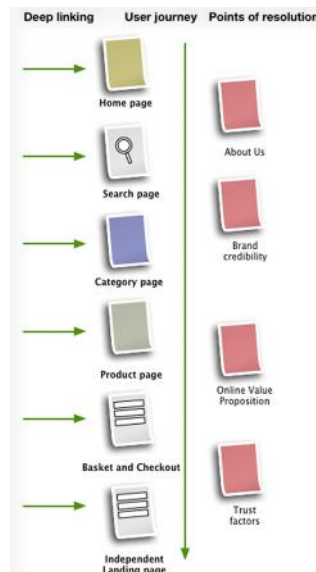 Deep linking User journey Points of resolution
Home page
About Us
Search page
Brand
credibility
Category page
Product page
Online Value
Proposition
Basket and Checkout
Trust
factors
Independent
Landing page